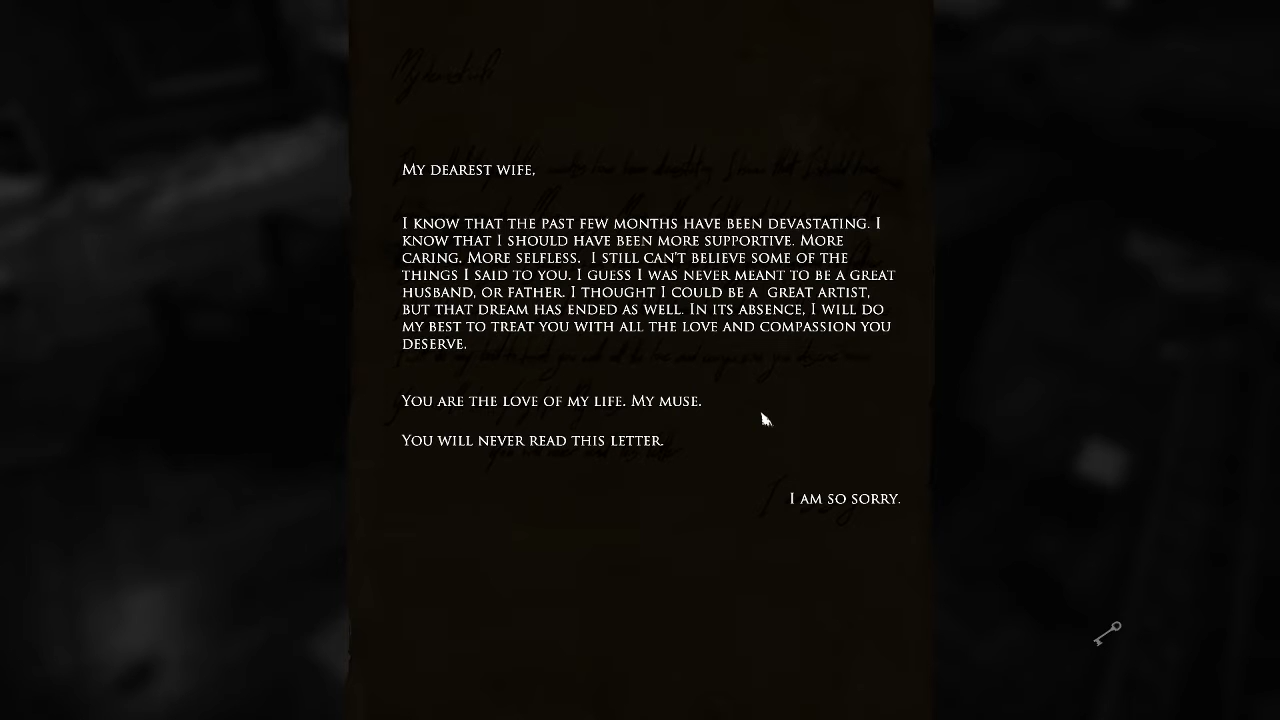 My dearest wife,
I know that the past few months have been devastating. I
know that I should have been more supportive. More
caring. More selfless.  I still can't believe some of the
things I said to you. I guess I was never meant to be a great
husband, or father. I thought I could be a  great artist,
but that dream has ended as well. In its absence, I will do
my best to treat you with all the love and compassion you
deserve.
You are the love of my life. My muse.
You will never read this letter.
I am so sorry.